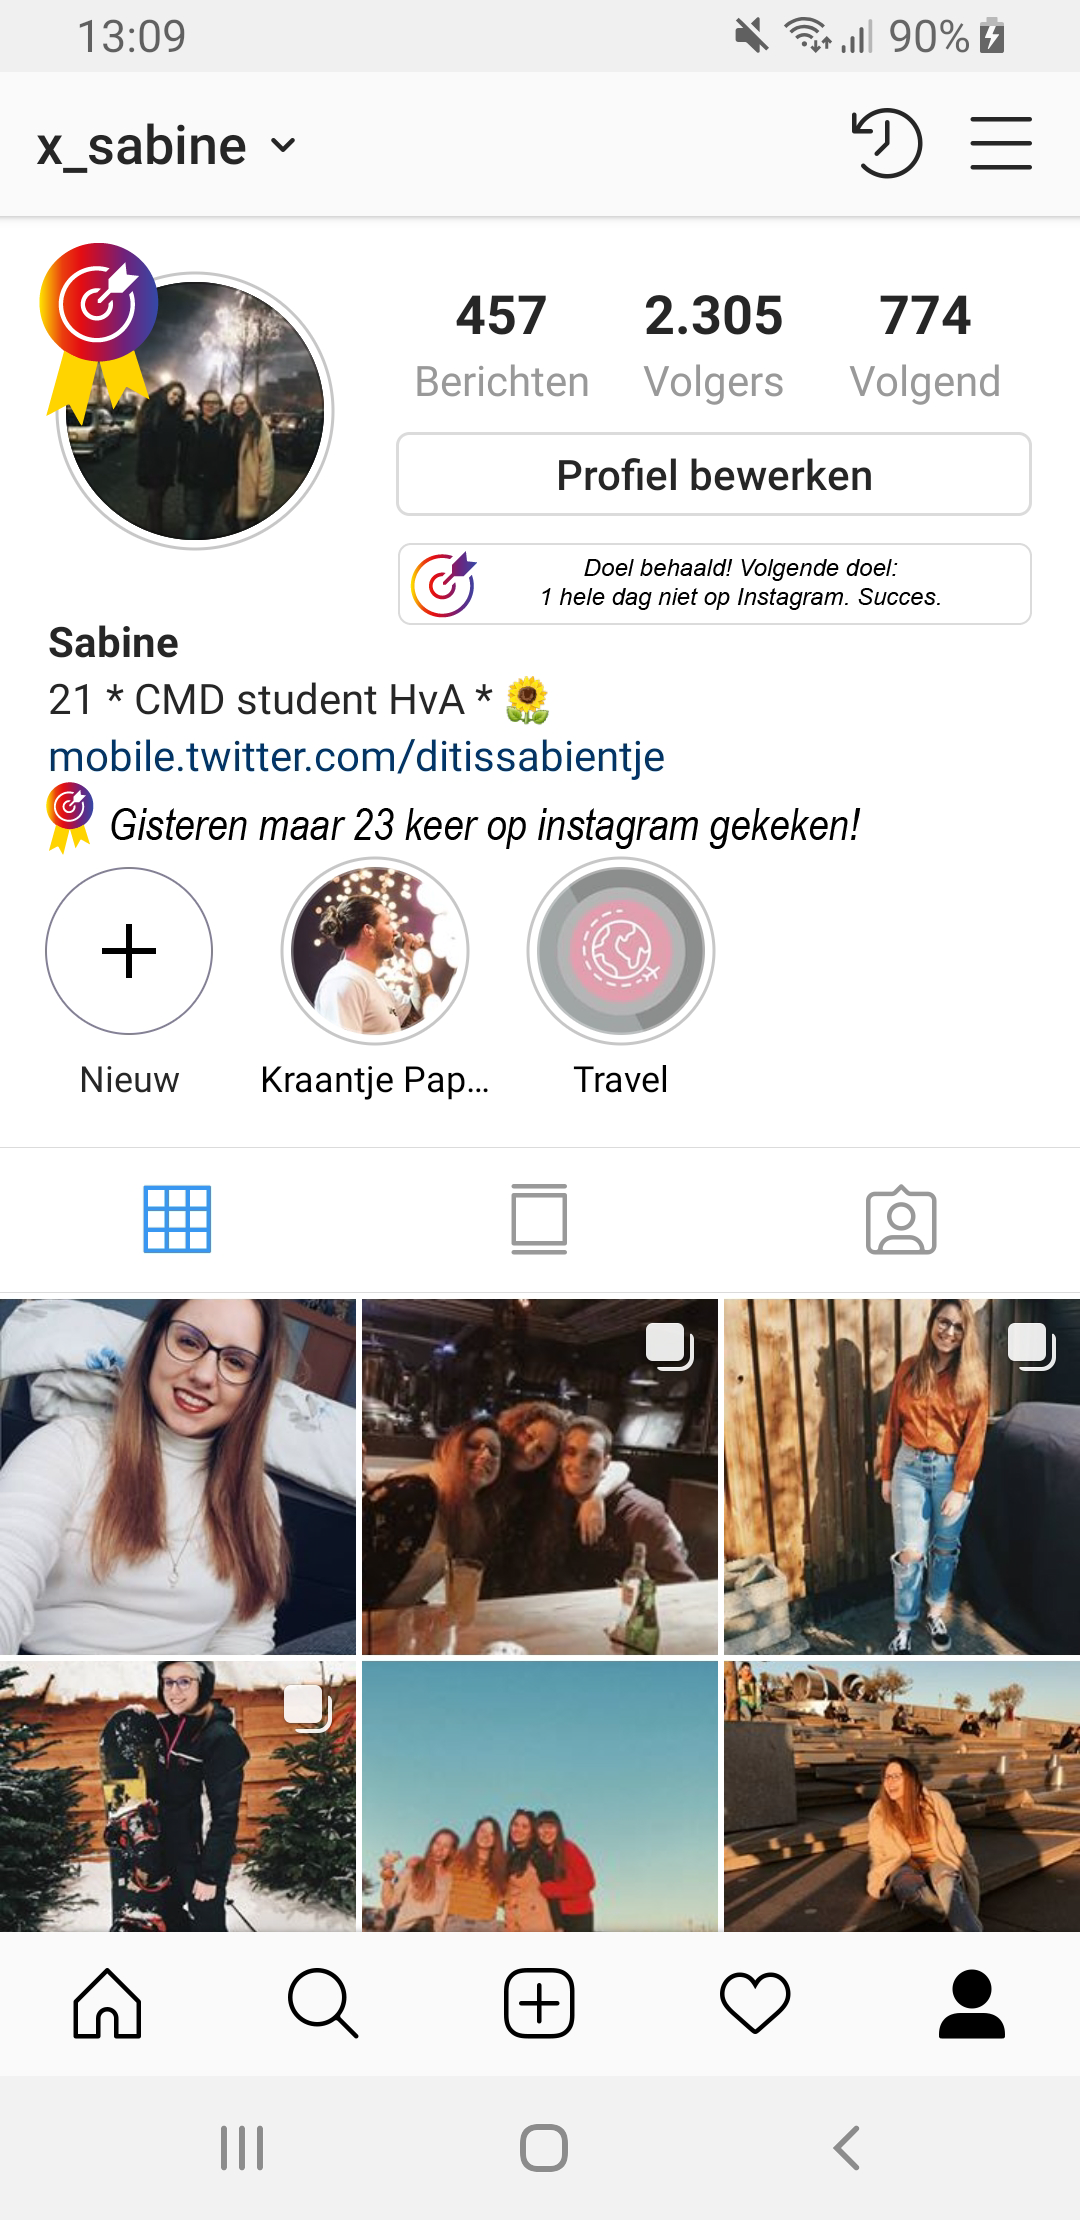 13:09
90%
x_sabine
457 2.305 774
Berichten Volgers Volgend
Profiel bewerken
Doel behaald! Volgende doel:
1 hele dag niet op Instagram. Succes.
Sabine
21 * CMD student HvA * 🌻
mobile.twitter.com/ditissabientje
Gisteren maar 23 keer op instagram gekeken!
Nieuw Kraantje Pap... Travel